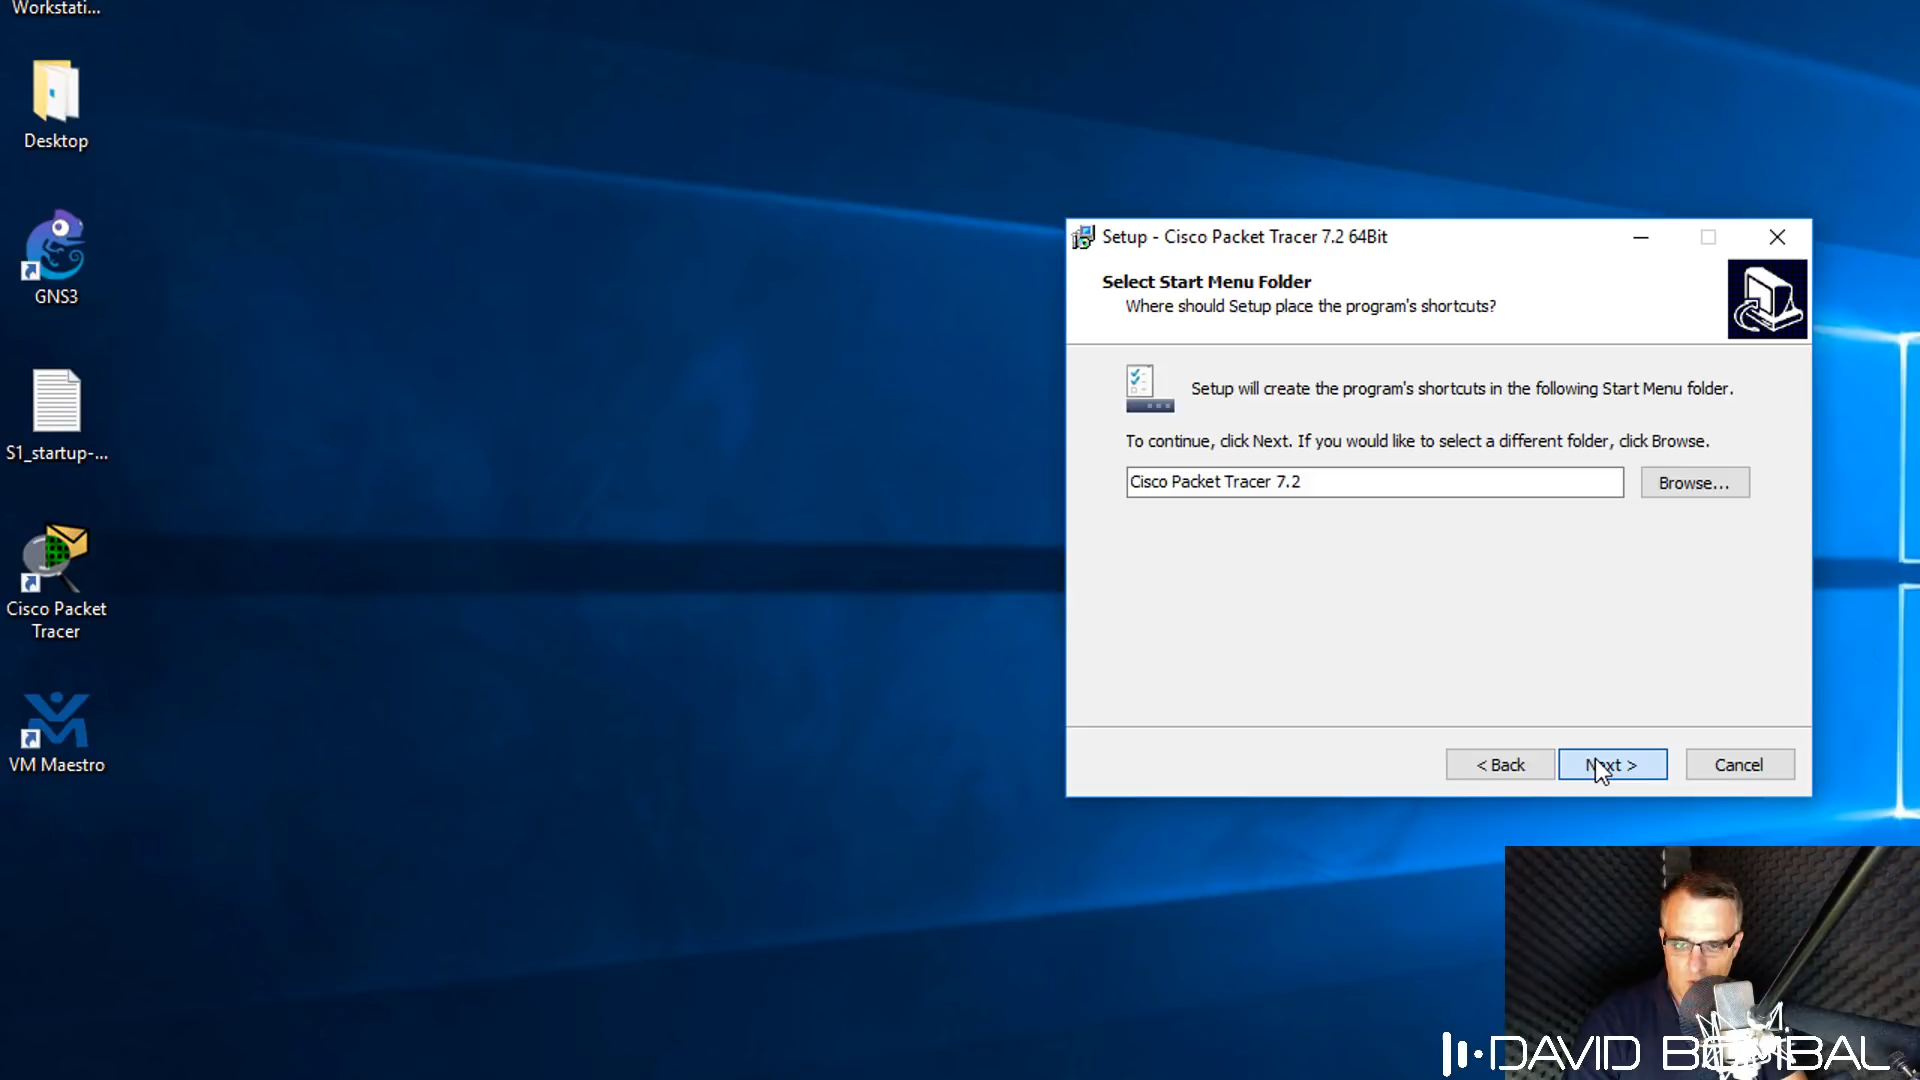 Workstati...
Desktop
GNS3
S1_startup-...
Cisco Packet
Tracer
VM Maestro
Setup - Cisco Packet Tracer 7.2 64Bit
Select Start Menu Folder
Where should Setup place the program's shortcuts?
Setup will create the program's shortcuts in the following Start Menu folder.
To continue, click Next. If you would like to select a different folder, click Browse.
Cisco Packet Tracer 7.2
Browse...
< Back
Next >
Cancel
DAVID BOMBAL